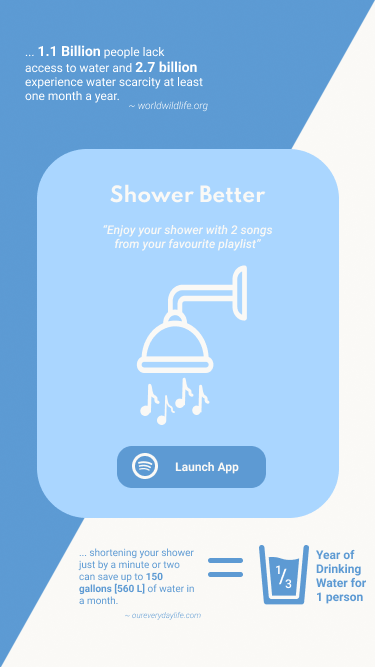 ... 1.1 Billion people lack
access to water and 2.7 billion
experience water scarcity at least
one month a year.
~ worldwildlife.org
Shower Better
"Enjoy your shower with 2 songs
from your favourite playlist"
Launch App
... shortening your shower
just by a minute or two
can save up to 150
gallons [560 L] of water in
a month.
~ oureverydaylife.com
1/3
Year of
Drinking
Water for
1 person